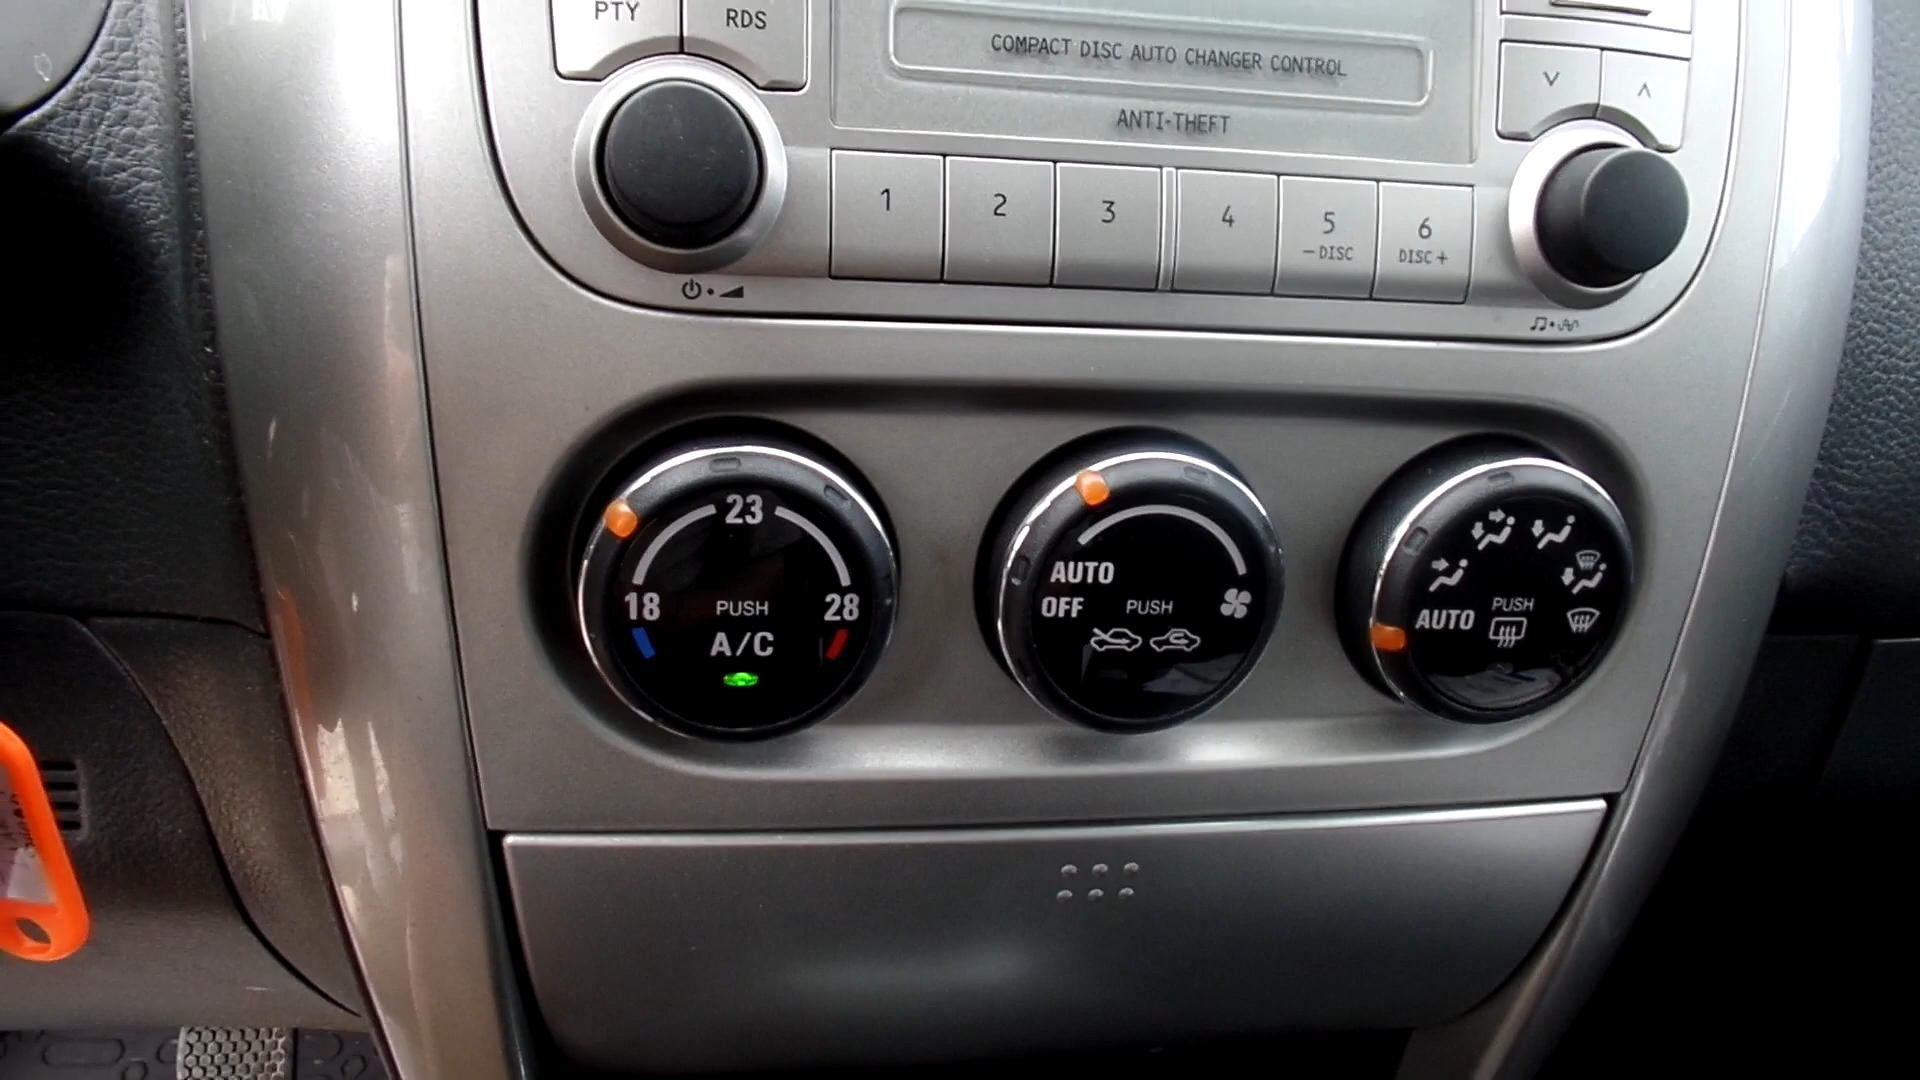 PTY
RDS
COMPACT DISC AUTO CHANGER CONTROL
ANTI-THEFT
1
2
3
4
5
-DISC
6
DISC+
23
18
28
PUSH
A/C
AUTO
OFF
PUSH
AUTO
PUSH